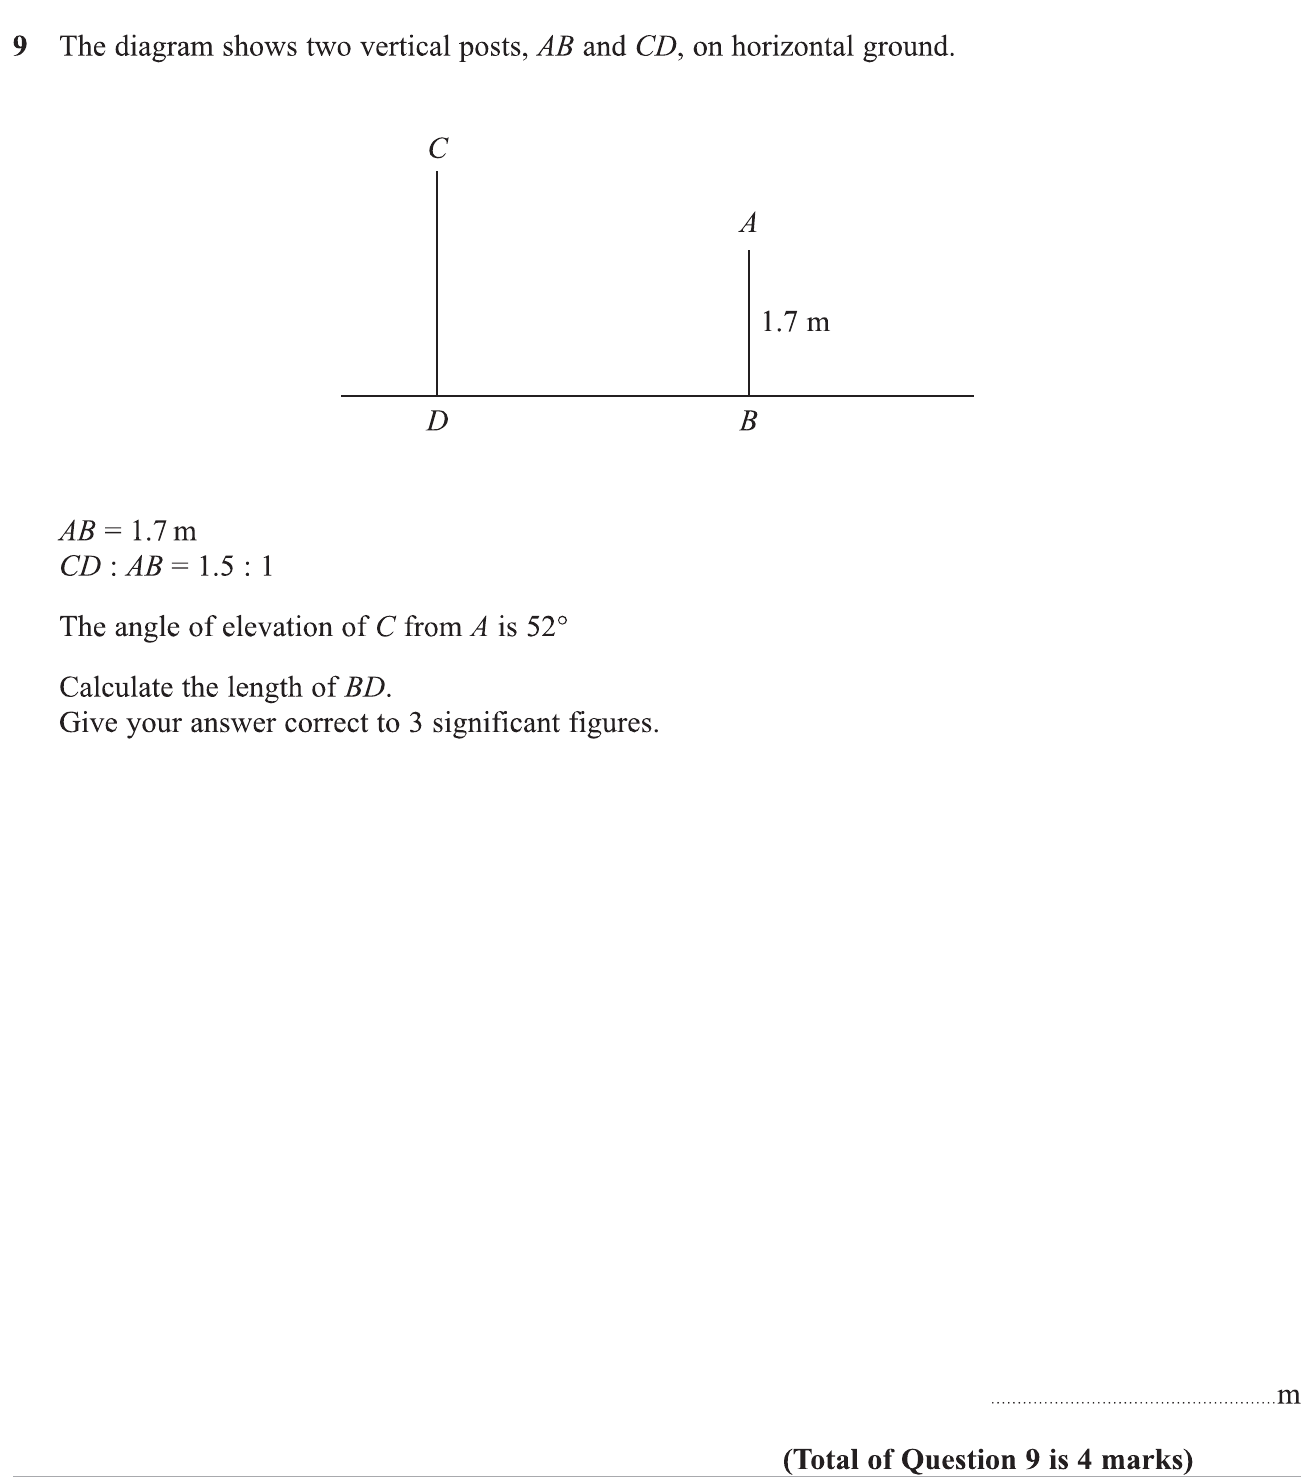 9 The diagram shows two vertical posts, AB and CD, on horizontal ground.
C
A
1.7 m
D B
AB = 1.7 m
CD : AB = 1.5 : 1
The angle of elevation of C from A is 52°
Calculate the length of BD.
Give your answer correct to 3 significant figures.
......................................................m
(Total of Question 9 is 4 marks)